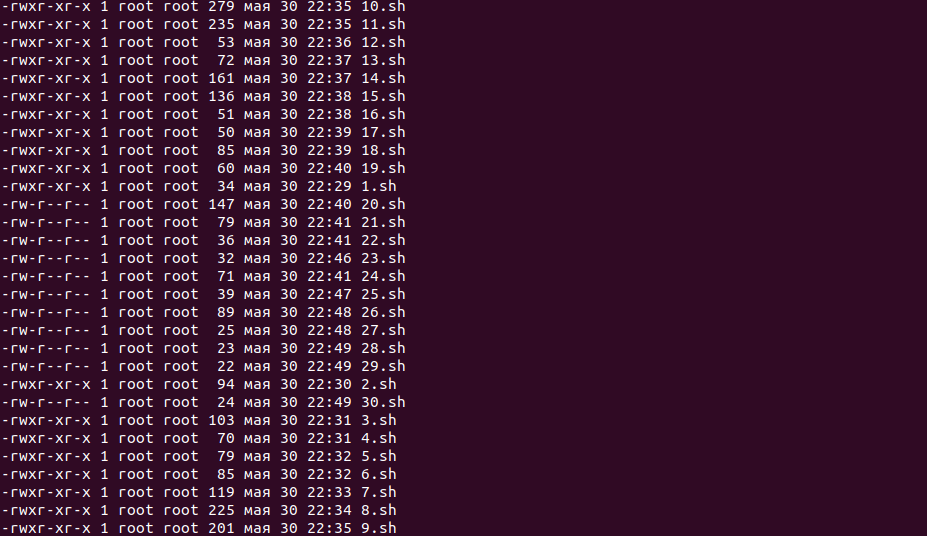 -rwxr-xr-x 1 root root 279 мая 30 22:35 10.sh
-rwxr-xr-x 1 root root 235 мая 30 22:35 11.sh
-rwxr-xr-x 1 root root  53 мая 30 22:36 12.sh
-rwxr-xr-x 1 root root  72 мая 30 22:37 13.sh
-rwxr-xr-x 1 root root 161 мая 30 22:37 14.sh
-rwxr-xr-x 1 root root 136 мая 30 22:38 15.sh
-rwxr-xr-x 1 root root  51 мая 30 22:38 16.sh
-rwxr-xr-x 1 root root  50 мая 30 22:39 17.sh
-rwxr-xr-x 1 root root  85 мая 30 22:39 18.sh
-rwxr-xr-x 1 root root  60 мая 30 22:40 19.sh
-rwxr-xr-x 1 root root  34 мая 30 22:29 1.sh
-rw-r--r-- 1 root root 147 мая 30 22:40 20.sh
-rw-r--r-- 1 root root  79 мая 30 22:41 21.sh
-rw-r--r-- 1 root root  36 мая 30 22:41 22.sh
-rw-r--r-- 1 root root  32 мая 30 22:46 23.sh
-rw-r--r-- 1 root root  71 мая 30 22:41 24.sh
-rw-r--r-- 1 root root  39 мая 30 22:47 25.sh
-rw-r--r-- 1 root root  89 мая 30 22:48 26.sh
-rw-r--r-- 1 root root  25 мая 30 22:48 27.sh
-rw-r--r-- 1 root root  23 мая 30 22:49 28.sh
-rw-r--r-- 1 root root  22 мая 30 22:49 29.sh
-rwxr-xr-x 1 root root  94 мая 30 22:30 2.sh
-rw-r--r-- 1 root root  24 мая 30 22:49 30.sh
-rwxr-xr-x 1 root root 103 мая 30 22:31 3.sh
-rwxr-xr-x 1 root root  70 мая 30 22:31 4.sh
-rwxr-xr-x 1 root root  79 мая 30 22:32 5.sh
-rwxr-xr-x 1 root root  85 мая 30 22:32 6.sh
-rwxr-xr-x 1 root root 119 мая 30 22:33 7.sh
-rwxr-xr-x 1 root root 225 мая 30 22:34 8.sh
-rwxr-xr-x 1 root root 201 мая 30 22:35 9.sh